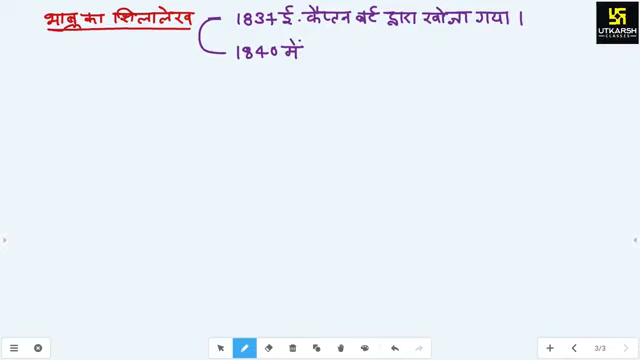 भाबु का शिलालेख 1837 ई. कैप्टन बर्ट द्वारा खोजा गया ।
1840 में
UTKARSH
CLASSES
3/3